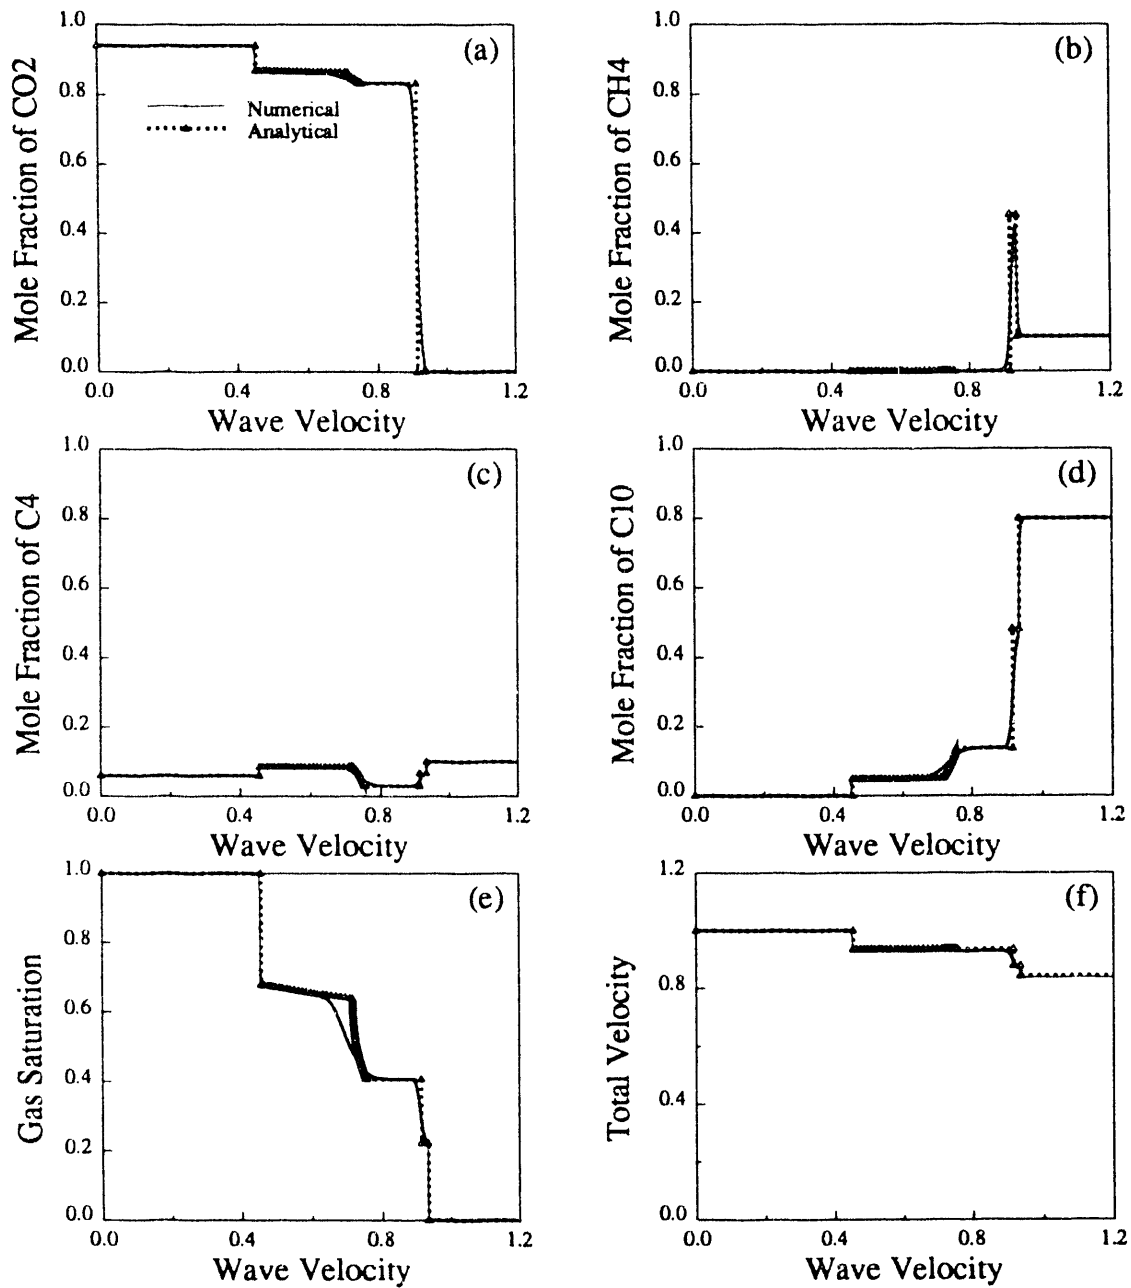 (a)
Mole Fraction of CO2
1.0
0.8
0.6
0.4
0.2
0.0
Numerical
Analytical
0.0 0.4 0.8 1.2
Wave Velocity
(b)
Mole Fraction of CH4
1.0
0.8
0.6
0.4
0.2
0.0
0.0 0.4 0.8 1.2
Wave Velocity
(c)
Mole Fraction of C4
1.0
0.8
0.6
0.4
0.2
0.0
0.0 0.4 0.8 1.2
Wave Velocity
(d)
Mole Fraction of C10
1.0
0.8
0.6
0.4
0.2
0.0
0.0 0.4 0.8 1.2
Wave Velocity
(e)
Gas Saturation
1.0
0.8
0.6
0.4
0.2
0.0
0.0 0.4 0.8 1.2
Wave Velocity
(f)
Total Velocity
1.2
0.8
0.4
0.0
0.0 0.4 0.8 1.2
Wave Velocity